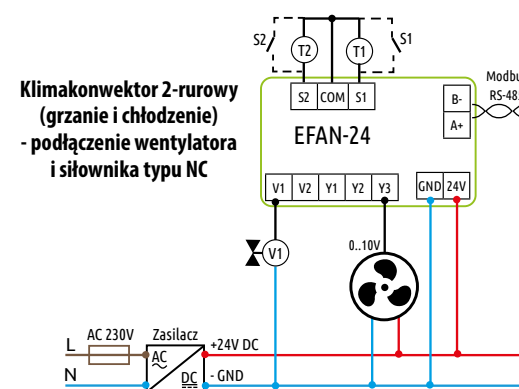 Klimakonwektor 2-rurowy
(grzanie i chłodzenie)
- podłączenie wentylatora
i siłownika typu NC
S2
T2
T1
S1
S2 COM S1
EFAN-24
Modbu
RS-485
B-
A+
V1 V2 Y1 Y2 Y3
GND 24V
V1
0..10V
L
AC 230V
Zasilacz
AC
DC
+24V DC
N
- GND